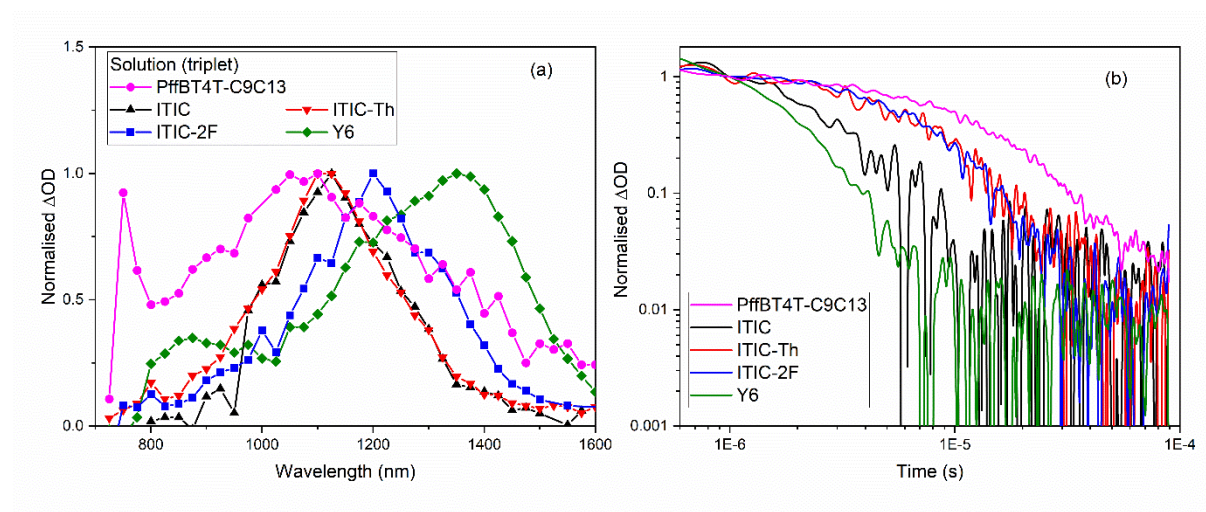 1.5
1.0
0.5
0.0
Normalised ΔOD
Solution (triplet)
PffBT4T-C9C13
ITIC
ITIC-Th
ITIC-2F
Y6
(a)
800
1000
1200
1400
1600
Wavelength (nm)
1
0.1
0.01
0.001
Normalised ΔOD
(b)
PffBT4T-C9C13
ITIC
ITIC-Th
ITIC-2F
Y6
1E-6
1E-5
1E-4
Time (s)